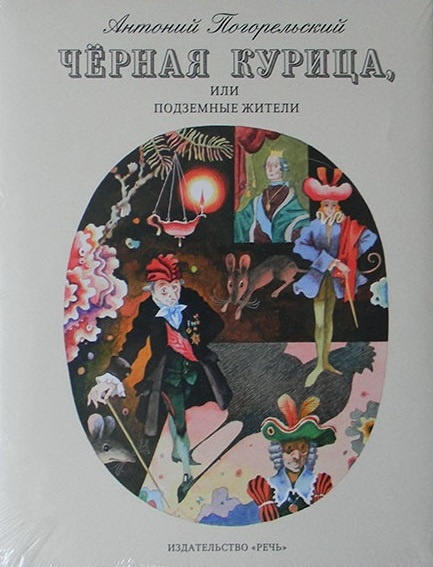 Антоний Погорельский
ЧЁРНАЯ КУРИЦА,
ИЛИ
ПОДЗЕМНЫЕ ЖИТЕЛИ
ИЗДАТЕЛЬСТВО «РЕЧЬ»